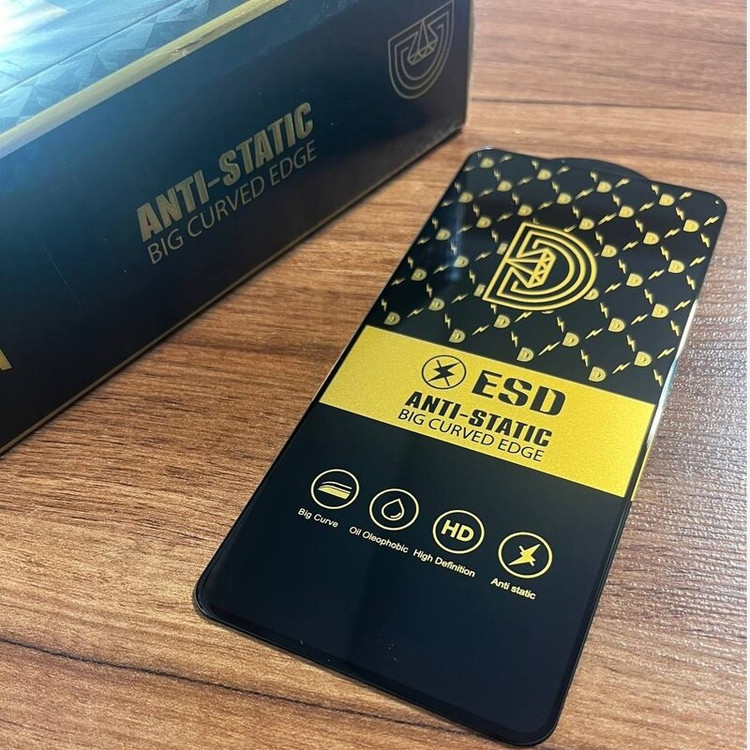 ANTI-STATIC
BIG CURVED EDGE
D
ESD
ANTI-STATIC
BIG CURVED EDGE
HD
Big Curve
Oil Oleophobic
High Definition
Anti static